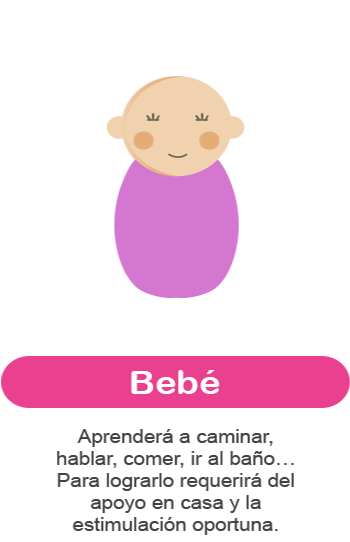 Bebé
Aprenderá a caminar,
hablar, comer, ir al baño…
Para lograrlo requerirá del
apoyo en casa y la
estimulación oportuna.